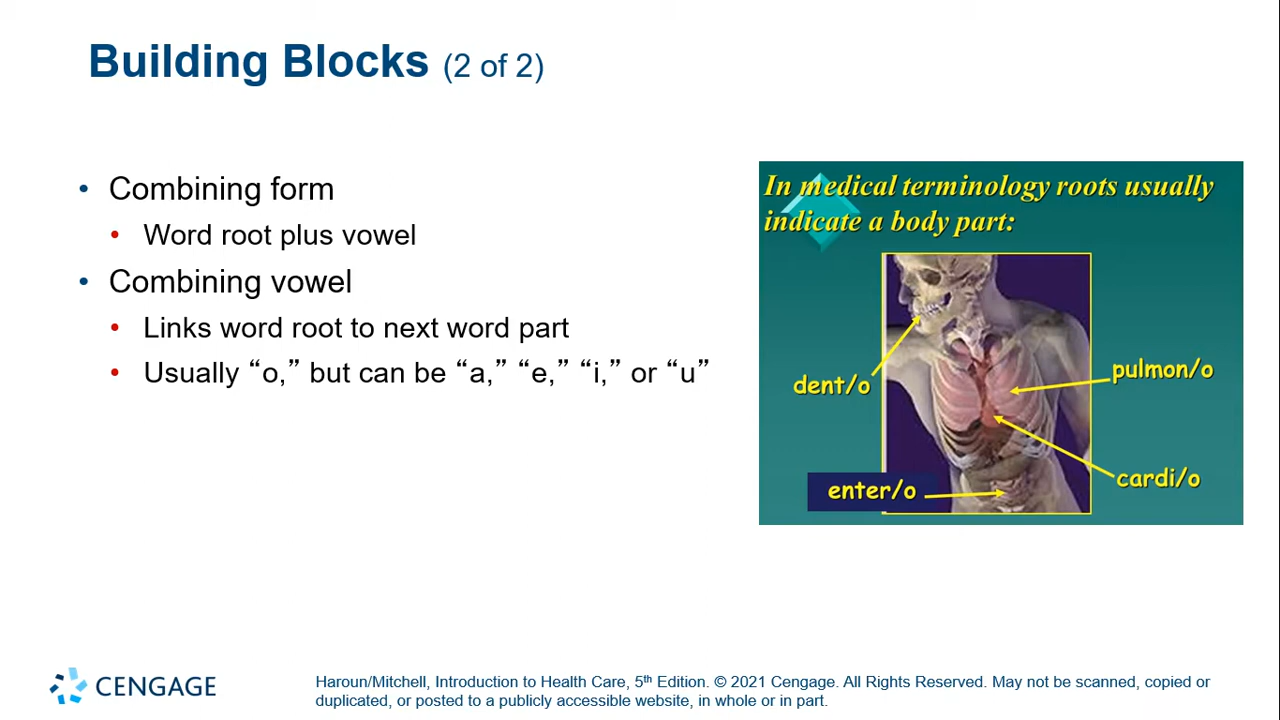 Building Blocks (2 of 2)
• Combining form
• Word root plus vowel
• Combining vowel
• Links word root to next word part
• Usually “o,” but can be “a,” “e,” “i,” or “u”
In medical terminology roots usually
indicate a body part:
dent/o
pulmon/o
cardi/o
enter/o
CENGAGE
Haroun/Mitchell, Introduction to Health Care, 5th Edition. © 2021 Cengage. All Rights Reserved. May not be scanned, copied or
duplicated, or posted to a publicly accessible website, in whole or in part.